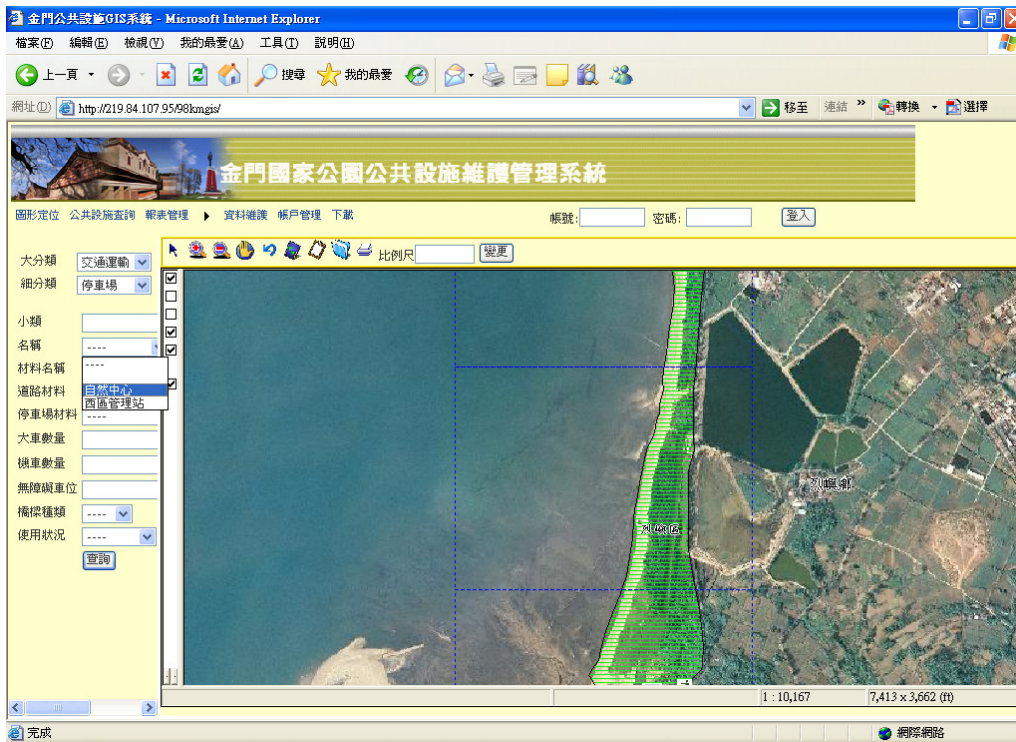 金門公共設施GIS系統 - Microsoft Internet Explorer
檔案(F) 編輯(E) 檢視(V) 我的最愛(A) 工具(T) 說明(H)
上一頁 搜尋 我的最愛
網址(D) http://219.84.107.95/98kmgis/ 移至 連結 » 轉換 選擇
金門國家公園公共設施維護管理系統
圖形定位 公共設施查詢 報表管理 資料維護 帳戶管理 下載 帳號: 密碼: 登入
比例尺 變更
大分類 交通運輸
細分類 停車場
小類
名稱 ----
----
材料名稱
自然中心
道路材料
西區管理站
停車場材料 ----
大車數量
機車數量
無障礙車位
橋樑種類 ----
使用狀況 ----
查詢
烈嶼鄉
烈嶼區
1 : 10,167 7,413 x 3,662 (ft)
完成 網際網路